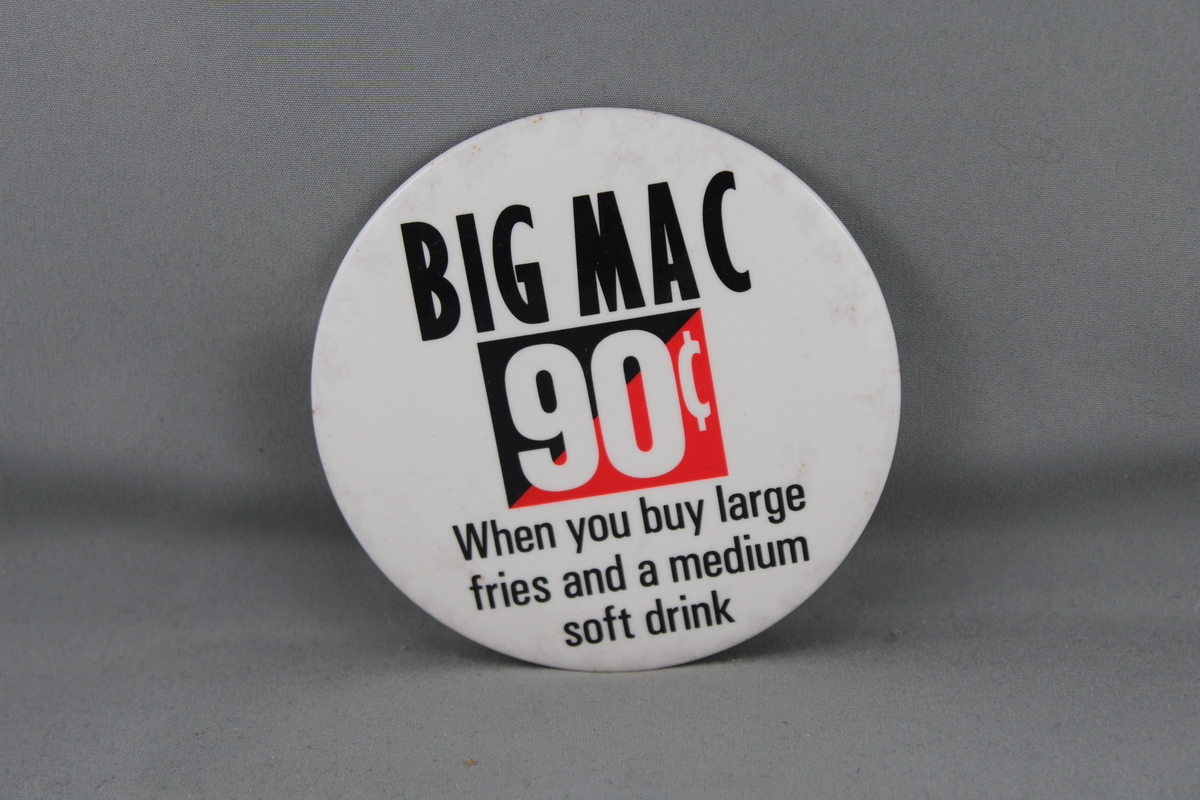 BIG MAC
90¢
When you buy large
fries and a medium
soft drink